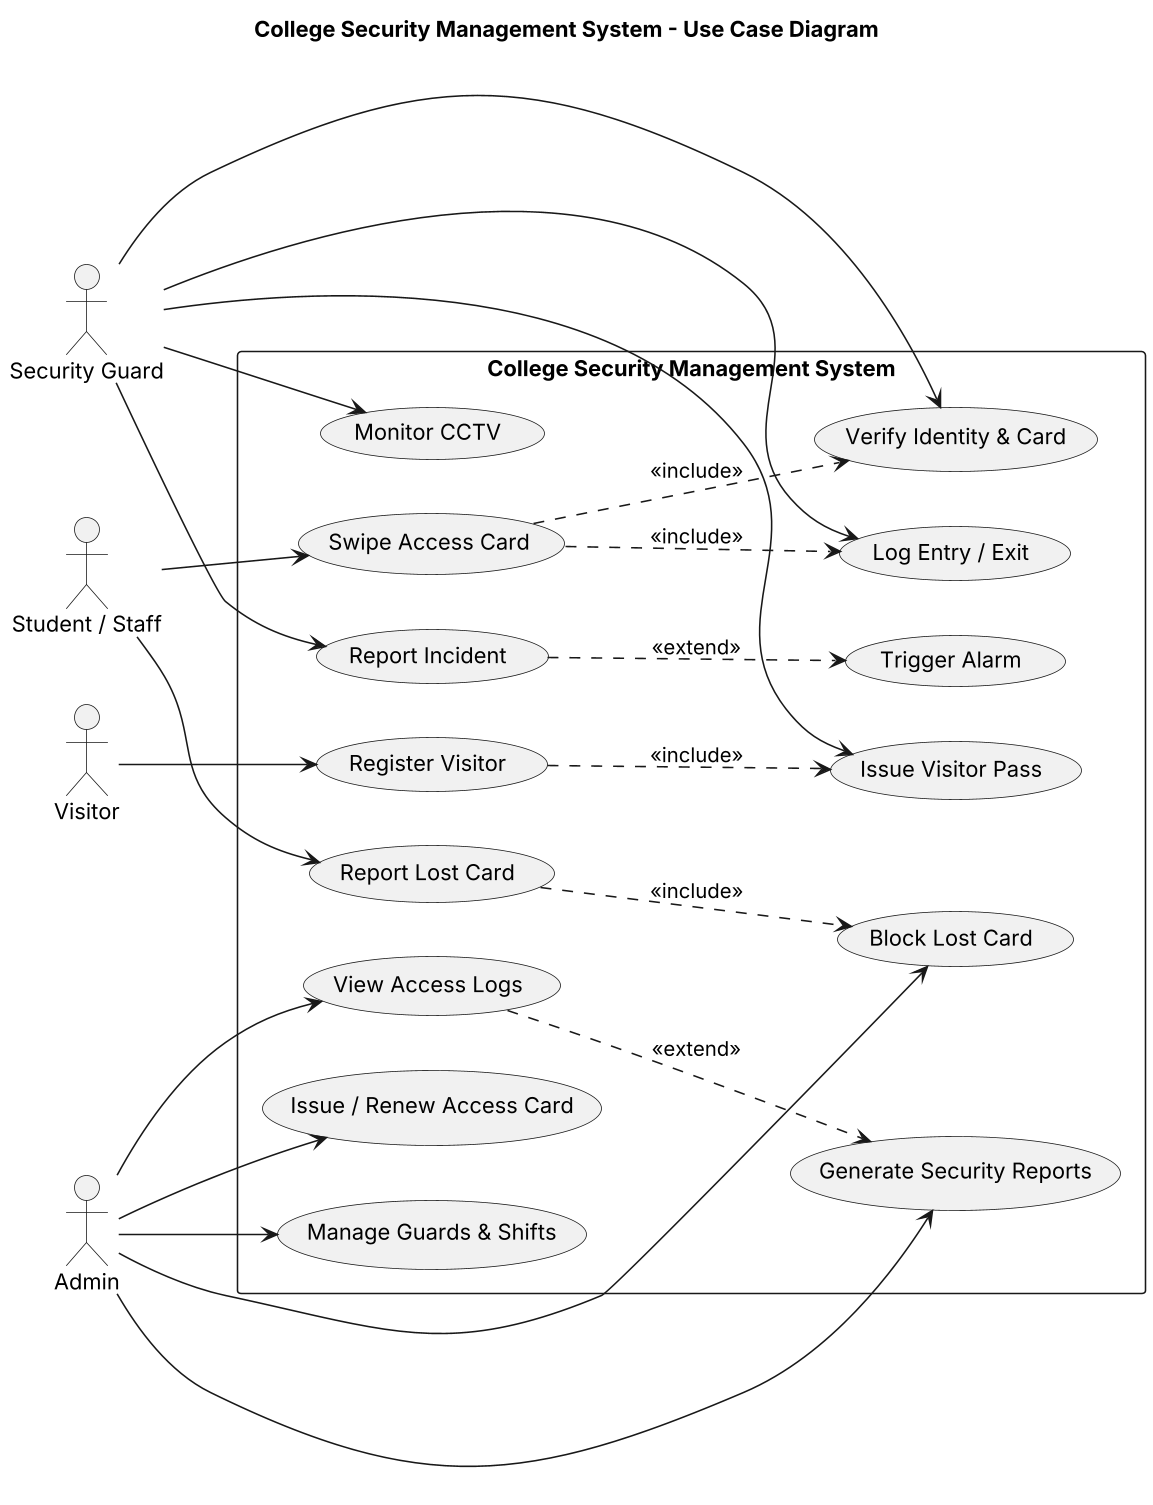 College Security Management System - Use Case Diagram
Security Guard
College Security Management System
Monitor CCTV
Verify Identity & Card
«include»
Swipe Access Card
«include»
Log Entry / Exit
Student / Staff
Report Incident
«extend»
Trigger Alarm
Visitor
Register Visitor
«include»
Issue Visitor Pass
Report Lost Card
«include»
Block Lost Card
View Access Logs
«extend»
Issue / Renew Access Card
Generate Security Reports
Manage Guards & Shifts
Admin